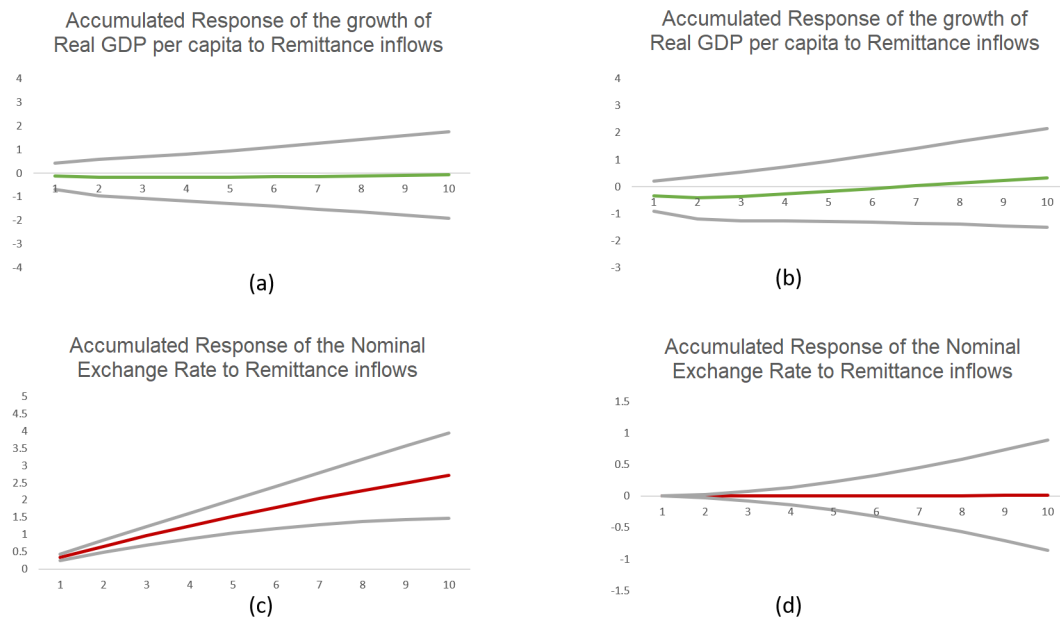 Accumulated Response of the growth of
Real GDP per capita to Remittance inflows
4
3
2
1
0
-1
-2
-3
-4
1 2 3 4 5 6 7 8 9 10
(a)
Accumulated Response of the growth of
Real GDP per capita to Remittance inflows
4
3
2
1
0
-1
-2
-3
1 2 3 4 5 6 7 8 9 10
(b)
Accumulated Response of the Nominal
Exchange Rate to Remittance inflows
5
4.5
4
3.5
3
2.5
2
1.5
1
0.5
0
1 2 3 4 5 6 7 8 9 10
(c)
Accumulated Response of the Nominal
Exchange Rate to Remittance inflows
1.5
1
0.5
0
-0.5
-1
-1.5
1 2 3 4 5 6 7 8 9 10
(d)